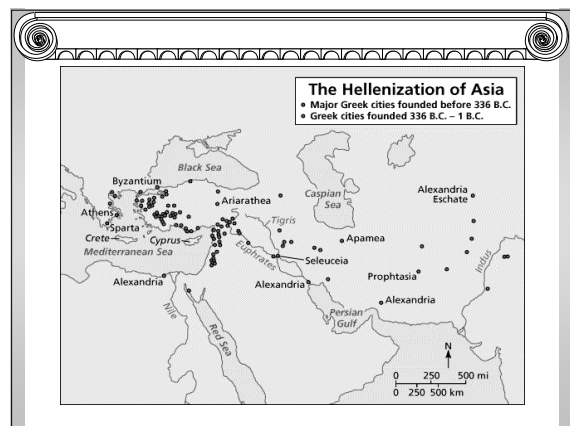 The Hellenization of Asia
Major Greek cities founded before 336 B.C.
Greek cities founded 336 B.C. – 1 B.C.
Black Sea
Byzantium
Caspian
Sea
Alexandria
Eschate
Ariarathea
Athens
Tigris
Sparta
Apamea
Crete
Cyprus
Mediterranean Sea
Euphrates
Seleuceia
Indus
Prophtasia
Alexandria
Alexandria
Alexandria
Nile
Red Sea
Persian
Gulf
N
0 250 500 mi
0 250 500 km